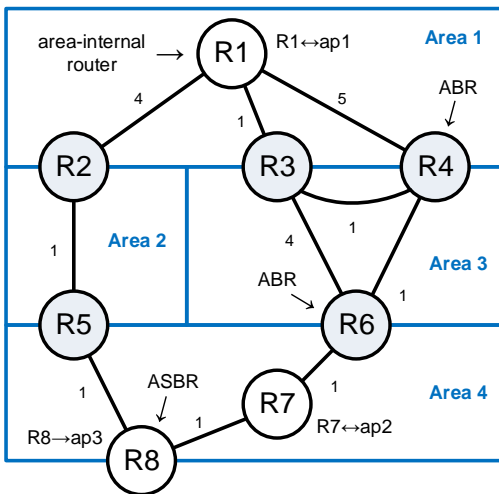 area-internal
router
R1
R1↔ap1
Area 1
4
1
5
ABR
R2
R3
R4
1
Area 2
4
1
Area 3
ABR
1
R5
R6
1
ASBR
1
Area 4
R7
1
R8→ap3
R7↔ap2
R8